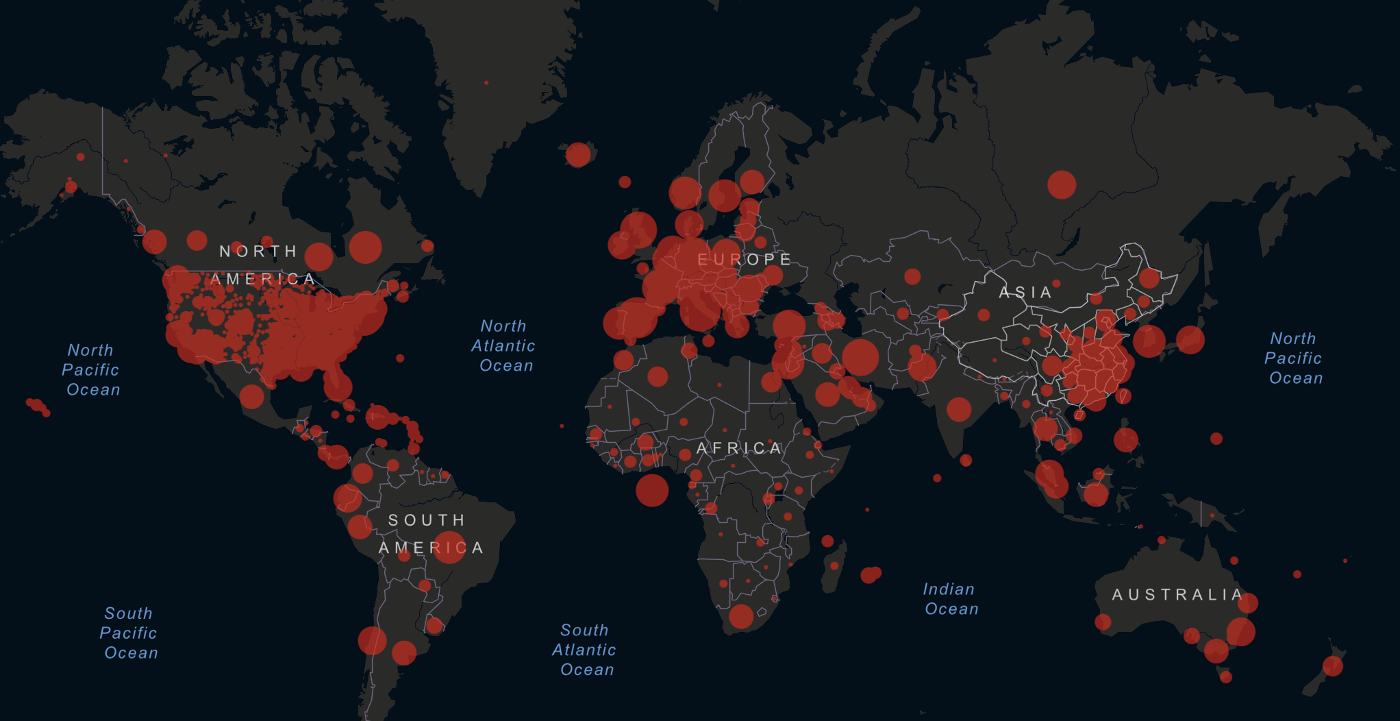 NORTH
AMERICA
EUROPE
ASIA
North
Atlantic
Ocean
North
Pacific
Ocean
North
Pacific
Ocean
AFRICA
SOUTH
AMERICA
Indian
Ocean
AUSTRALIA
South
Pacific
Ocean
South
Atlantic
Ocean